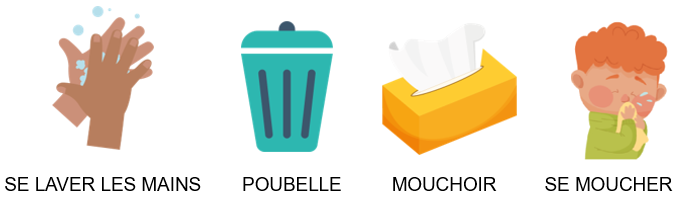 SE LAVER LES MAINS
POUBELLE
MOUCHOIR
SE MOUCHER